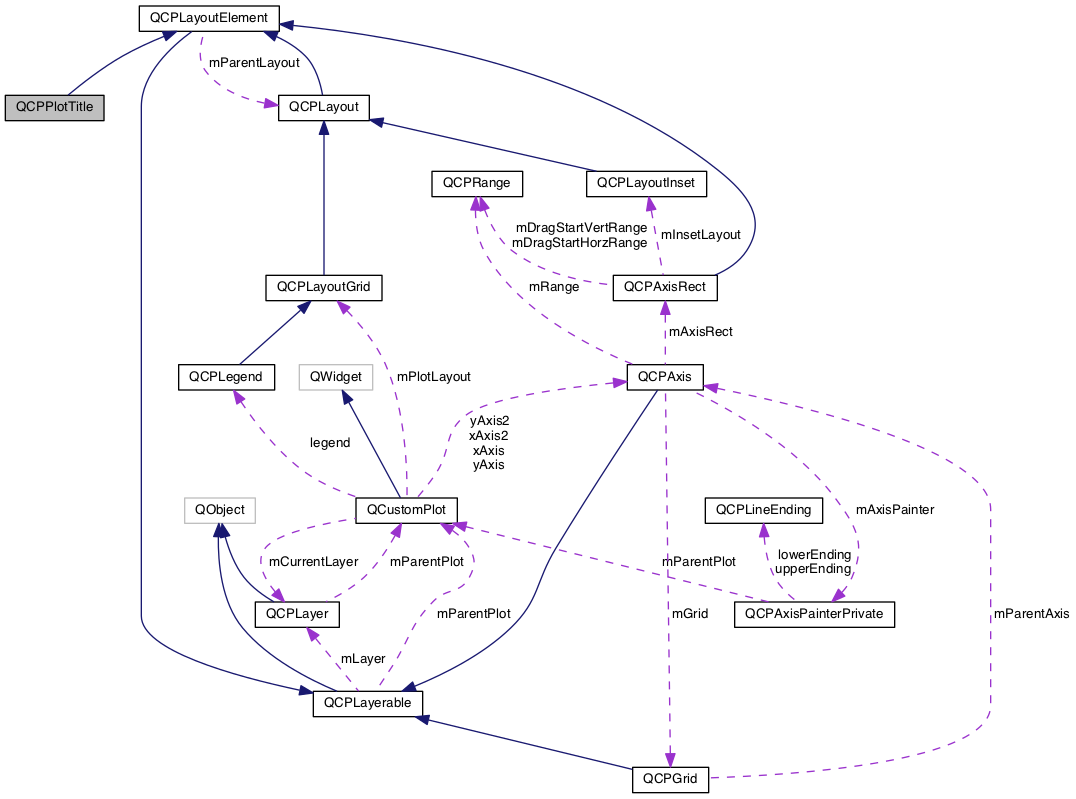 QCPLayoutElement
mParentLayout
QCPPlotTitle
QCPLayout
QCPRange
QCPLayoutInset
mDragStartVertRange
mDragStartHorzRange
mInsetLayout
QCPLayoutGrid
mRange
QCPAxisRect
mAxisRect
QCPLegend
QWidget
mPlotLayout
QCPAxis
legend
yAxis2
xAxis2
xAxis
yAxis
QObject
QCustomPlot
QCPLineEnding
mAxisPainter
mCurrentLayer
mParentPlot
mParentPlot
lowerEnding
upperEnding
QCPLayer
mParentPlot
mGrid
QCPAxisPainterPrivate
mParentAxis
mLayer
QCPLayerable
QCPGrid